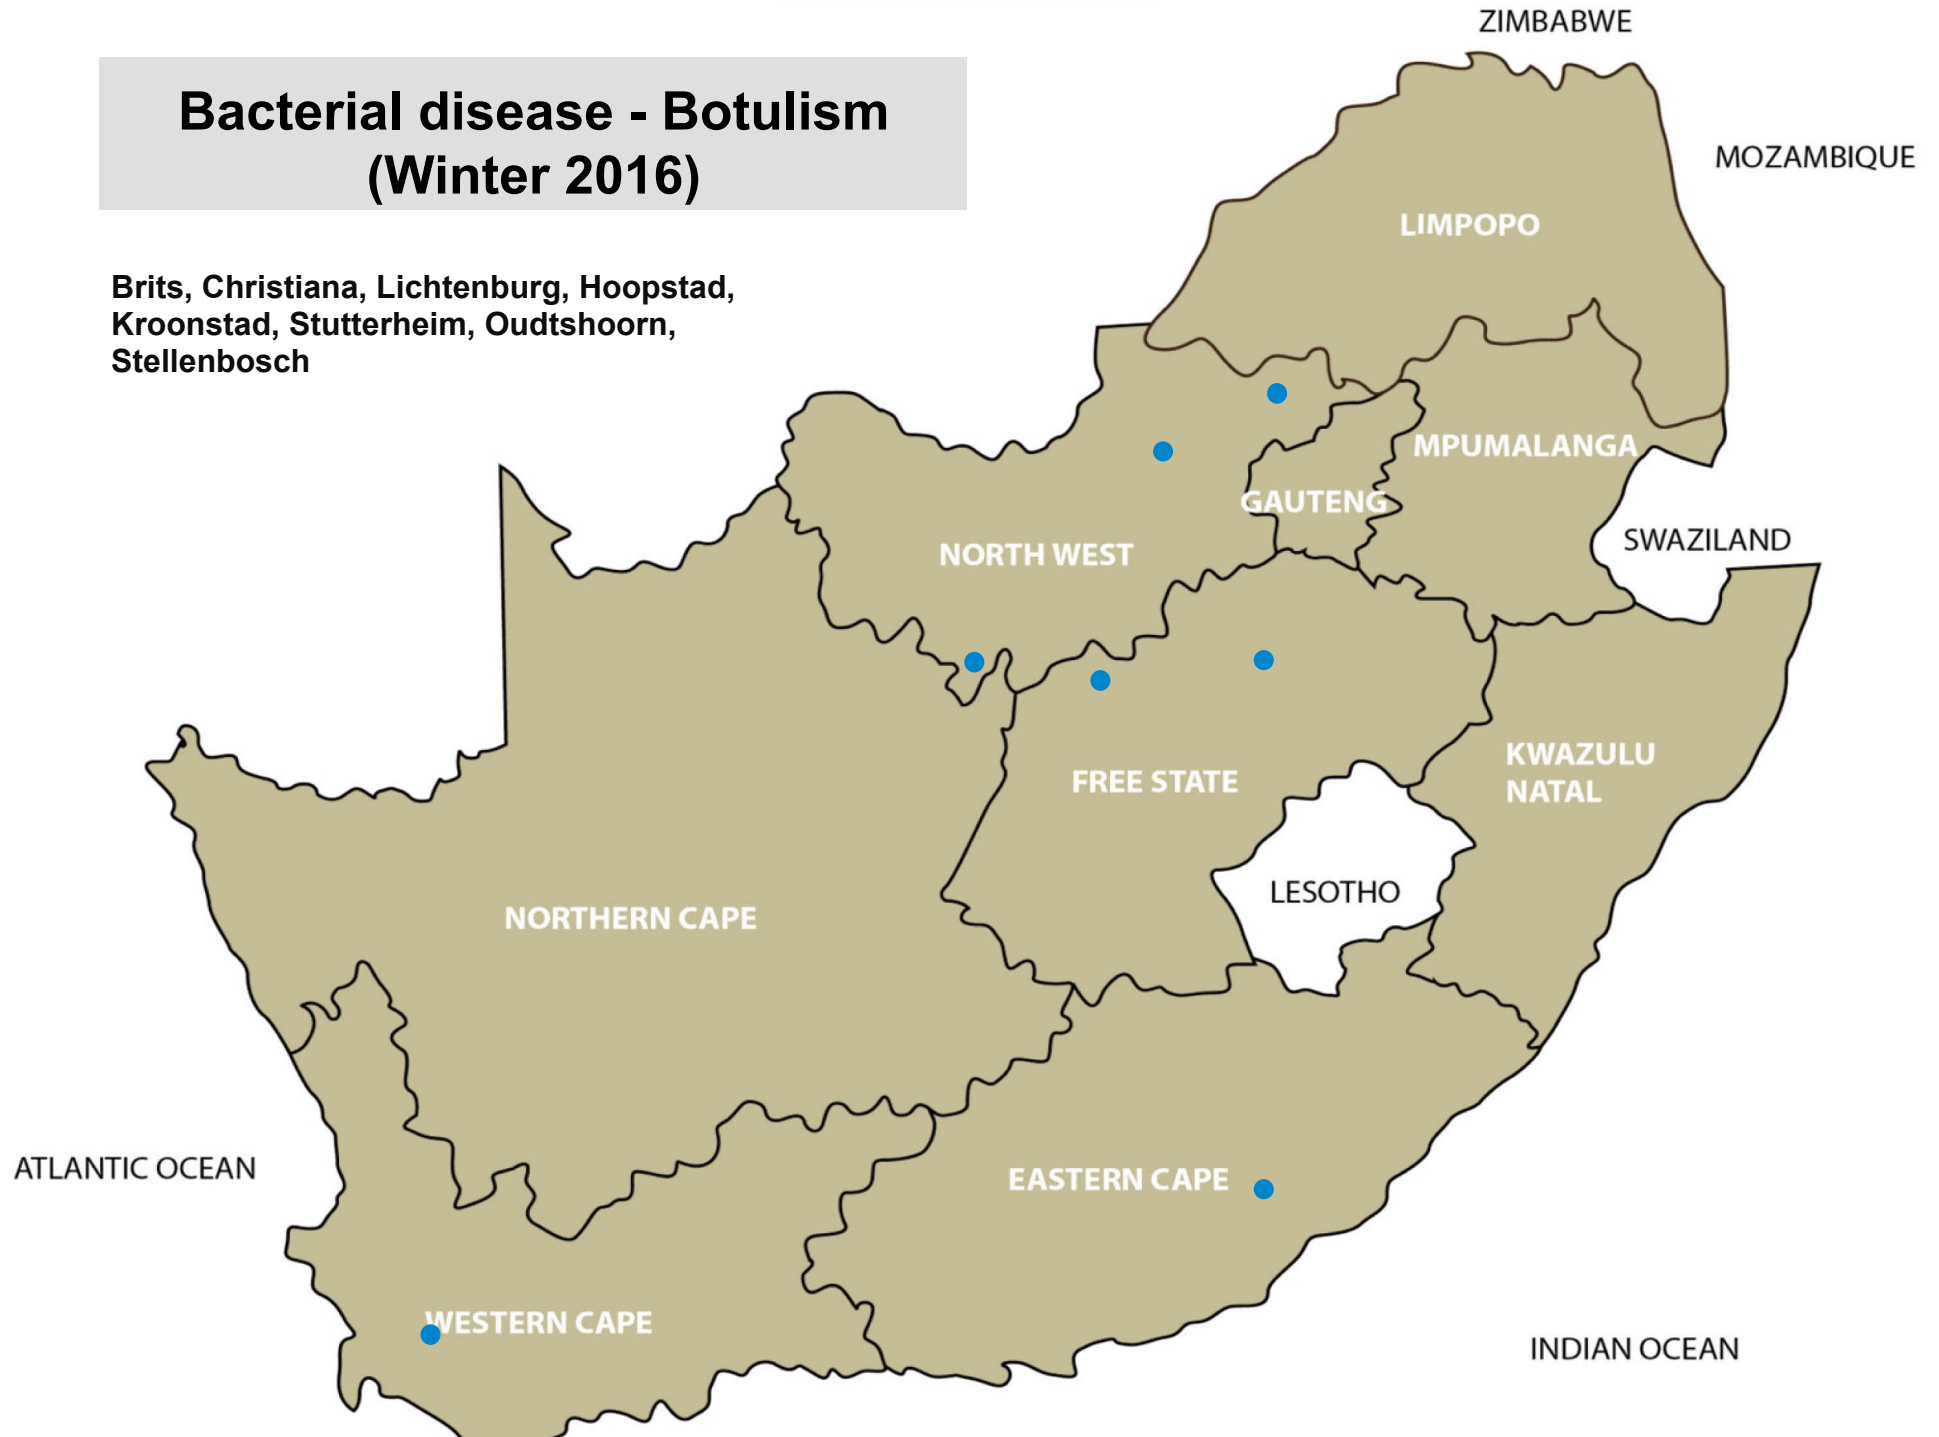 Bacterial disease - Botulism
(Winter 2016)
Brits, Christiana, Lichtenburg, Hoopstad,
Kroonstad, Stutterheim, Oudtshoorn,
Stellenbosch
ZIMBABWE
MOZAMBIQUE
LIMPOPO
MPUMALANGA
GAUTENG
SWAZILAND
NORTH WEST
KWAZULU
NATAL
FREE STATE
LESOTHO
NORTHERN CAPE
ATLANTIC OCEAN
EASTERN CAPE
WESTERN CAPE
INDIAN OCEAN